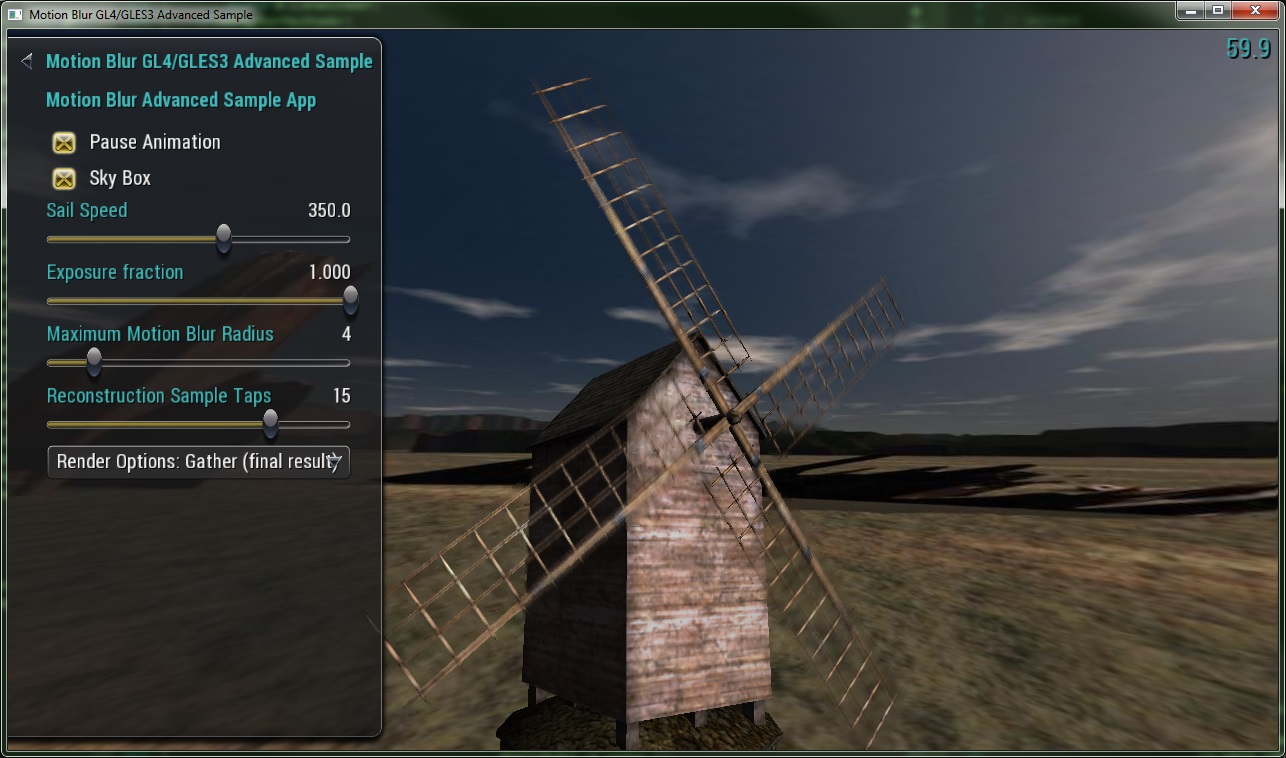 Motion Blur GL4/GLES3 Advanced Sample
59.9
Motion Blur GL4/GLES3 Advanced Sample
Motion Blur Advanced Sample App
Pause Animation
Sky Box
Sail Speed 350.0
Exposure fraction 1.000
Maximum Motion Blur Radius 4
Reconstruction Sample Taps 15
Render Options: Gather (final result)